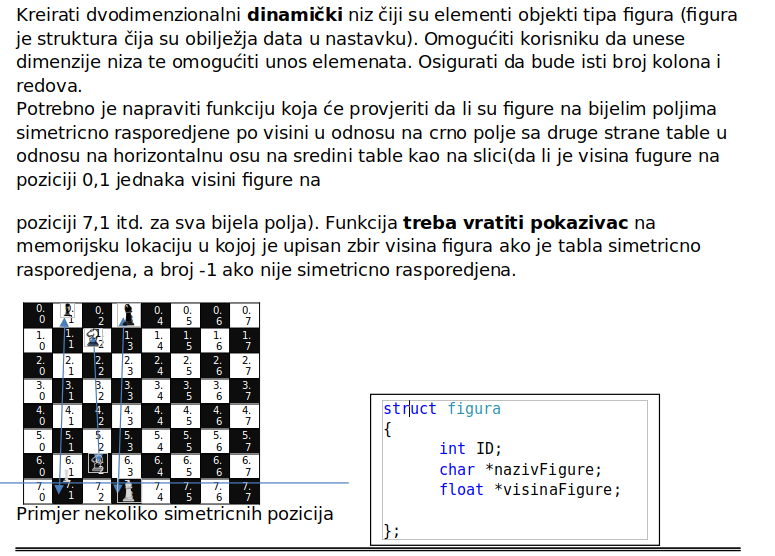 Kreirati dvodimenzionalni dinamički niz čiji su elementi objekti tipa figura (figura
je struktura čija su obilježja data u nastavku). Omogućiti korisniku da unese
dimenzije niza te omogućiti unos elemenata. Osigurati da bude isti broj kolona i
redova.
Potrebno je napraviti funkciju koja će provjeriti da li su figure na bijelim poljima
simetricno rasporedjene po visini u odnosu na crno polje sa druge strane table u
odnosu na horizontalnu osu na sredini table kao na slici(da li je visina fugure na
poziciji 0,1 jednaka visini figure na
poziciji 7,1 itd. za sva bijela polja). Funkcija treba vratiti pokazivac na
memorijsku lokaciju u kojoj je upisan zbir visina figura ako je tabla simetricno
rasporedjena, a broj -1 ako nije simetricno rasporedjena.
0. 0. 0. 0. 0. 0.
0 1 2 4 5 6 7
1. 1. 1. 1. 1. 1. 1.
0 1 2 3 4 5 6 7
2. 2. 2. 2. 2. 2. 2. 2.
0 1 2 3 4 5 6 7
3. 3. 3. 3. 3. 3. 3. 3.
0 1 2 3 4 5 6 7
4. 4. 4. 4. 4. 4. 4. 4.
0 1 2 3 4 5 6 7
5. 5. 5. 5. 5. 5. 5. 5.
0 1 2 3 4 5 6 7
6. 6. 6. 6. 6. 6. 6.
0 1 2 3 4 5 6 7
7. 7. 7. 7. 7. 7. 7.
0 1 2 4 5 6 7
Primjer nekoliko simetricnih pozicija
struct figura
{
int ID;
char *nazivFigure;
float *visinaFigure;
};